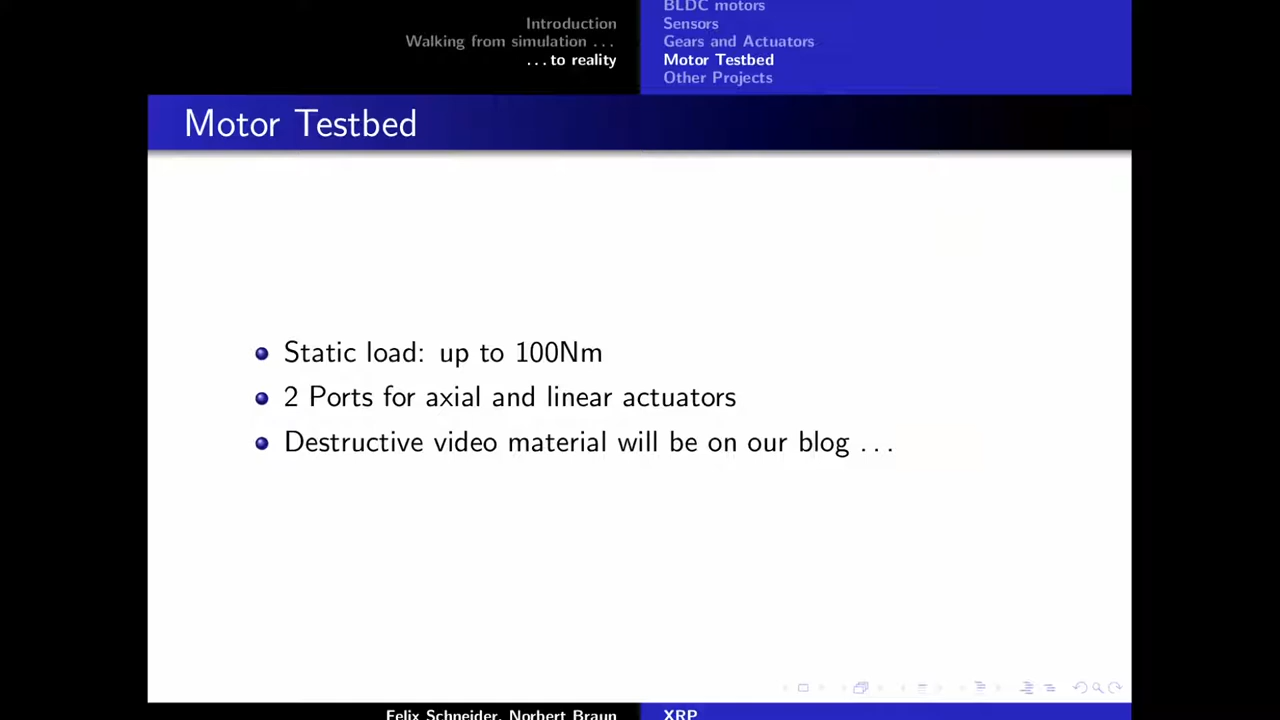 Introduction
Walking from simulation ...
...to reality
BLDC motors
Sensors
Gears and Actuators
Motor Testbed
Other Projects
Motor Testbed
Static load: up to 100Nm
2 Ports for axial and linear actuators
Destructive video material will be on our blog ...
Felix Schneider, Norbert Braun
XRP